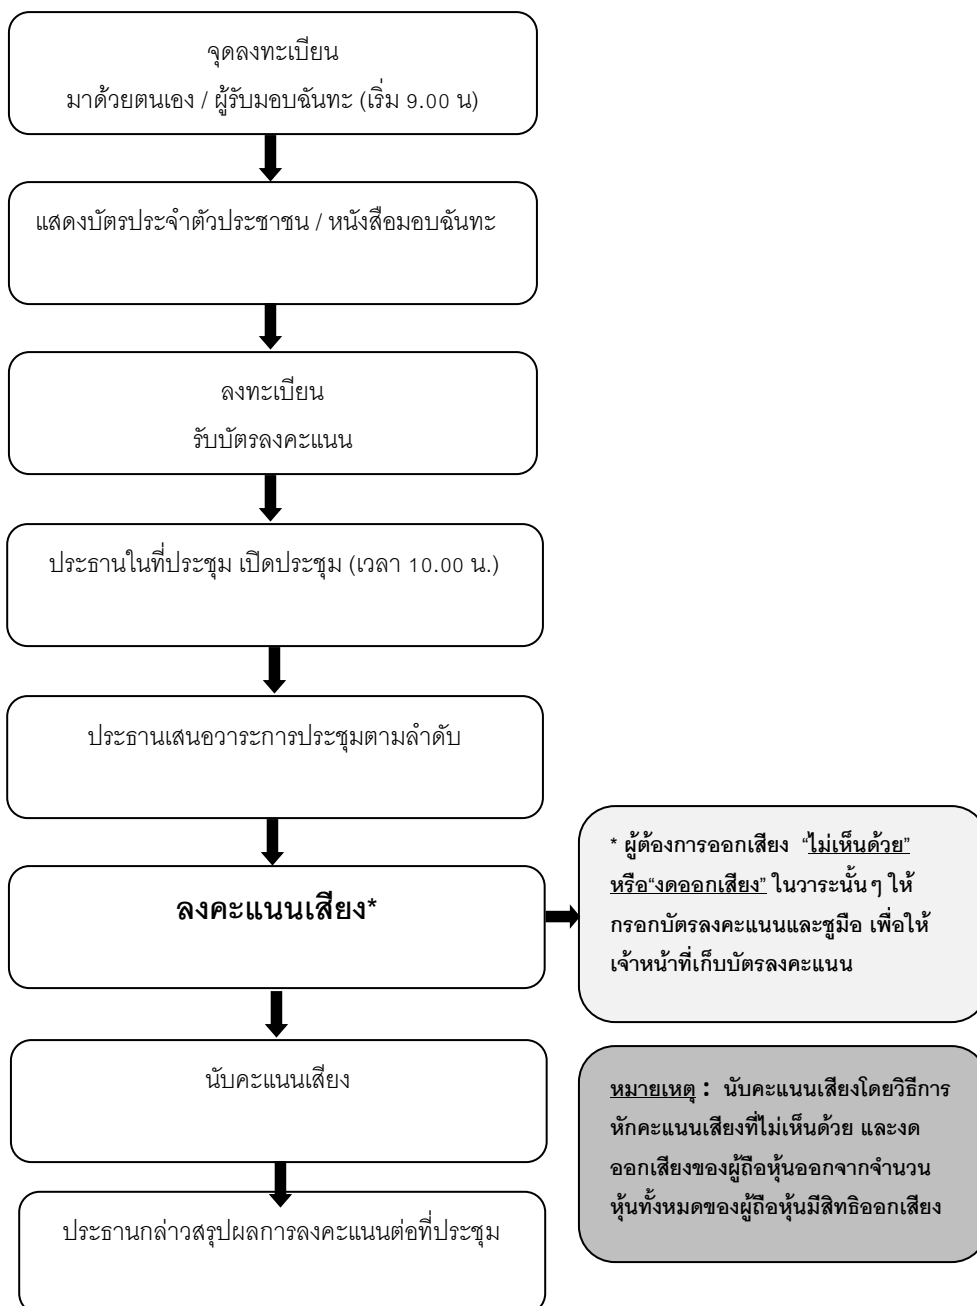 จุดลงทะเบียน
มาด้วยตนเอง / ผู้รับมอบฉันทะ (เริ่ม 9.00 น)
แสดงบัตรประจำตัวประชาชน / หนังสือมอบฉันทะ
ลงทะเบียน
รับบัตรลงคะแนน
ประธานในที่ประชุม เปิดประชุม (เวลา 10.00 น.)
ประธานเสนอวาระการประชุมตามลำดับ
ลงคะแนนเสียง*
* ผู้ต้องการออกเสียง “ไม่เห็นด้วย”
หรือ“งดออกเสียง” ในวาระนั้นๆ ให้
กรอกบัตรลงคะแนนและชูมือ เพื่อให้
เจ้าหน้าที่เก็บบัตรลงคะแนน
นับคะแนนเสียง
หมายเหตุ : นับคะแนนเสียงโดยวิธีการ
หักคะแนนเสียงที่ไม่เห็นด้วย และงด
ออกเสียงของผู้ถือหุ้นออกจากจำนวน
หุ้นทั้งหมดของผู้ถือหุ้นมีสิทธิออกเสียง
ประธานกล่าวสรุปผลการลงคะแนนต่อที่ประชุม